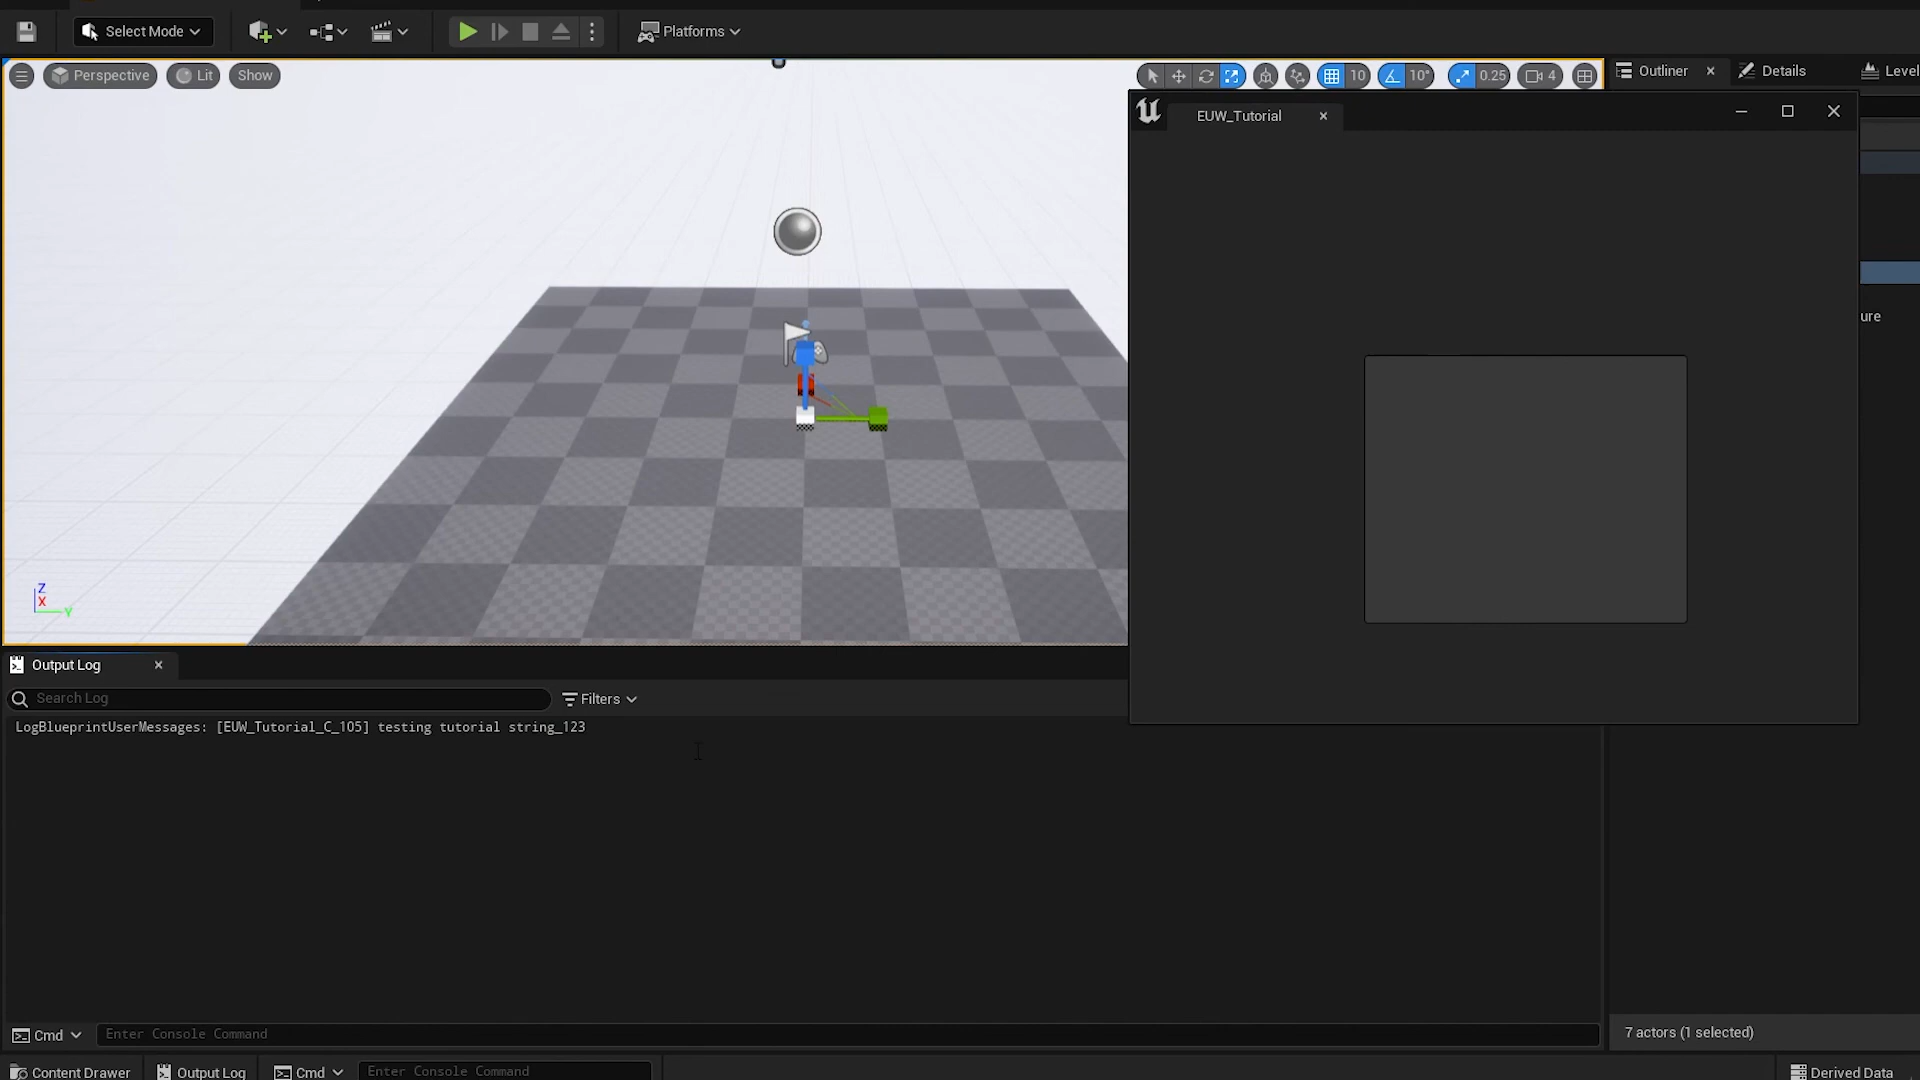 Select Mode
Platforms
Perspective
Lit
Show
10
10°
0.25
4
Outliner
Details
Level
EUW_Tutorial
ure
Z
X
Y
Output Log
Search Log
Filters
LogBlueprintUserMessages: [EUW_Tutorial_C_105] testing tutorial string_123
Cmd
Enter Console Command
7 actors (1 selected)
Content Drawer
Output Log
Cmd
Enter Console Command
Derived Data